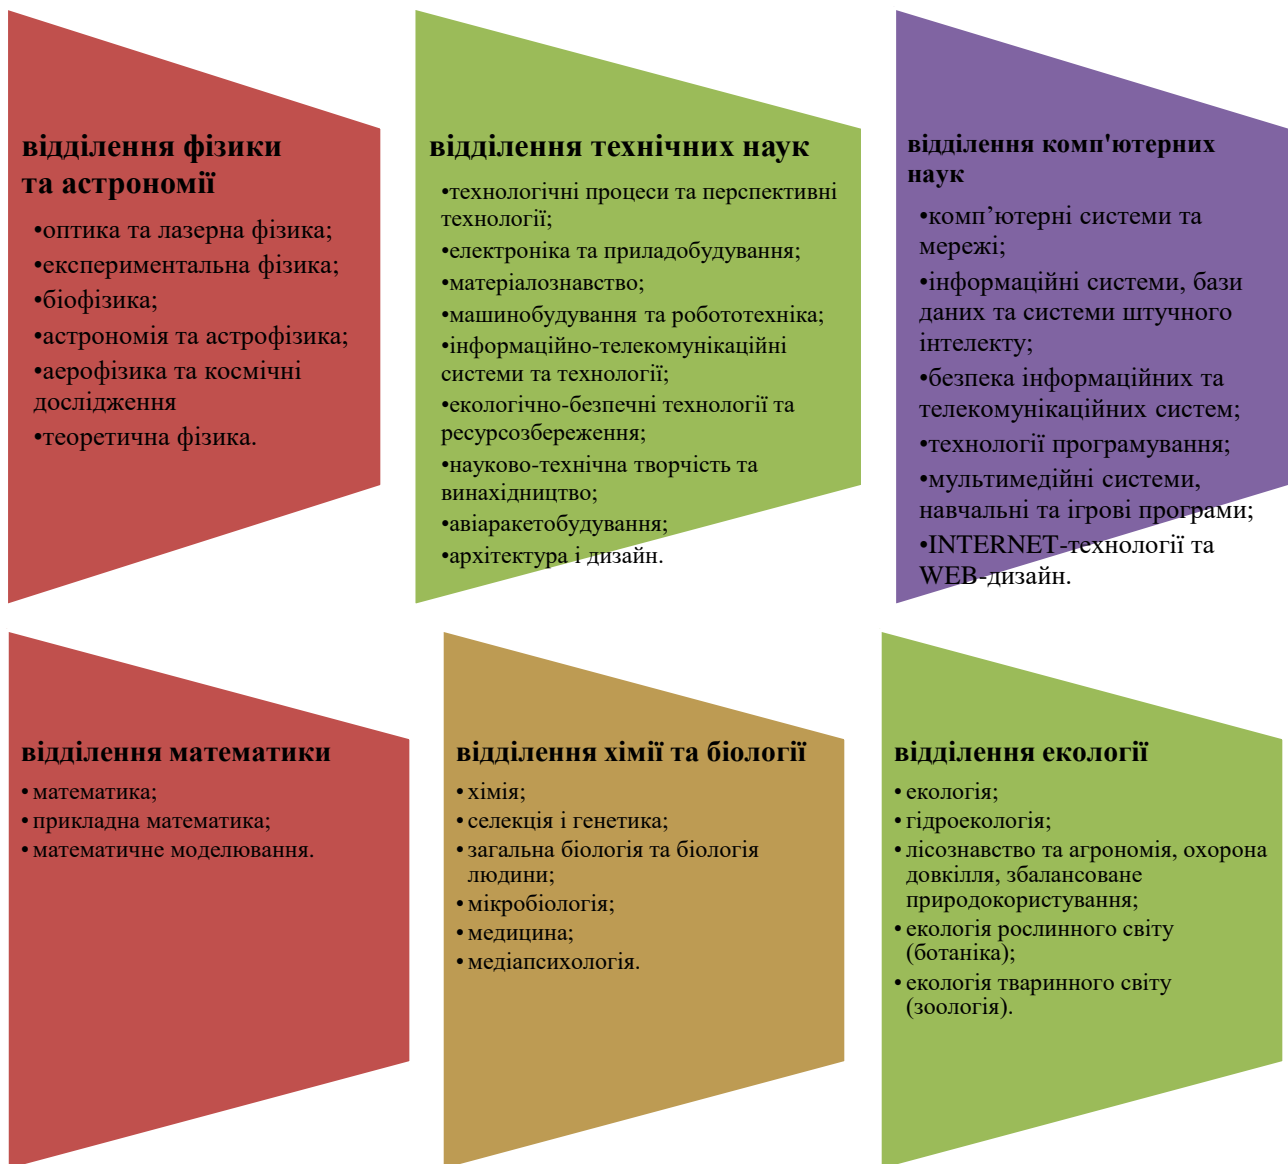 відділення фізики
та астрономії
•оптика та лазерна фізика;
•експериментальна фізика;
•біофізика;
•астрономія та астрофізика;
•аерофізика та космічні
дослідження
•теоретична фізика.
відділення технічних наук
•технологічні процеси та перспективні
технології;
•електроніка та приладобудування;
•матеріалознавство;
•машинобудування та робототехніка;
•інформаційно-телекомунікаційні
системи та технології;
•екологічно-безпечні технології та
ресурсозбереження;
•науково-технічна творчість та
винахідництво;
•авіаракетобудування;
•архітектура і дизайн.
відділення комп'ютерних
наук
•комп’ютерні системи та
мережі;
•інформаційні системи, бази
даних та системи штучного
інтелекту;
•безпека інформаційних та
телекомунікаційних систем;
•технології програмування;
•мультимедійні системи,
навчальні та ігрові програми;
•INTERNET-технології та
WEB-дизайн.
відділення математики
• математика;
• прикладна математика;
• математичне моделювання.
відділення хімії та біології
• хімія;
• селекція і генетика;
• загальна біологія та біологія
людини;
• мікробіологія;
• медицина;
• медіапсихологія.
відділення екології
• екологія;
• гідроекологія;
• лісознавство та агрономія, охорона
довкілля, збалансоване
природокористування;
• екологія рослинного світу
(ботаніка);
• екологія тваринного світу
(зоологія).